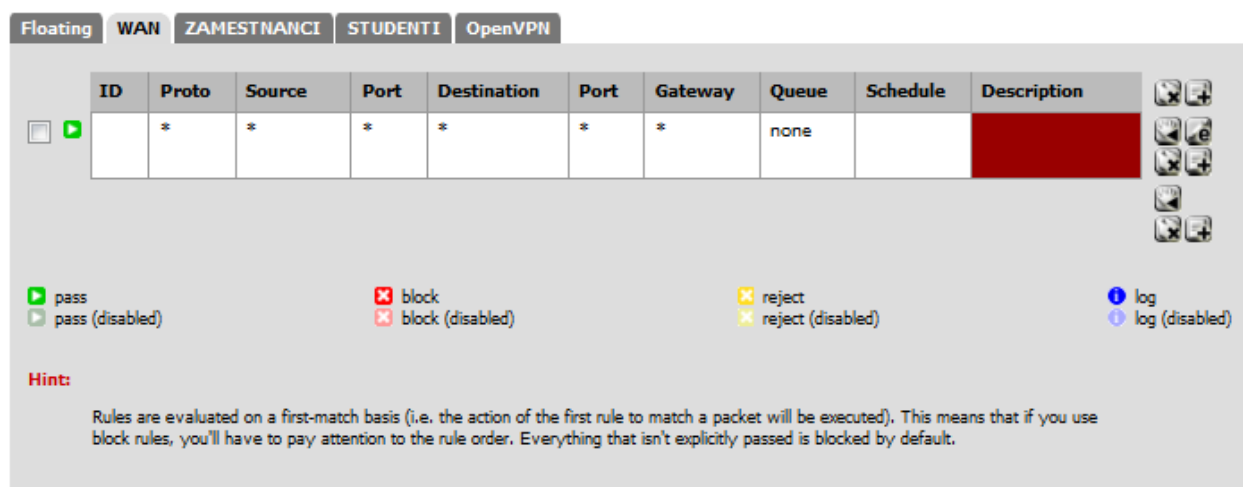 Floating WAN ZAMESTNANCI STUDENTI OpenVPN
ID Proto Source Port Destination Port Gateway Queue Schedule Description
* * * * * * none
pass block reject log
pass (disabled) block (disabled) reject (disabled) log (disabled)
Hint:
Rules are evaluated on a first-match basis (i.e. the action of the first rule to match a packet will be executed). This means that if you use
block rules, you'll have to pay attention to the rule order. Everything that isn't explicitly passed is blocked by default.